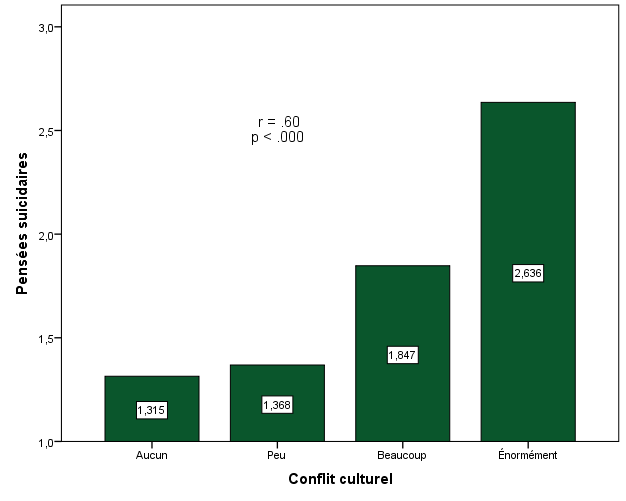 3,0
2,5
2,0
1,5
1,0
Pensées suicidaires
r = .60
p < .000
1,315
1,368
1,847
2,636
Aucun
Peu
Beaucoup
Énormément
Conflit culturel